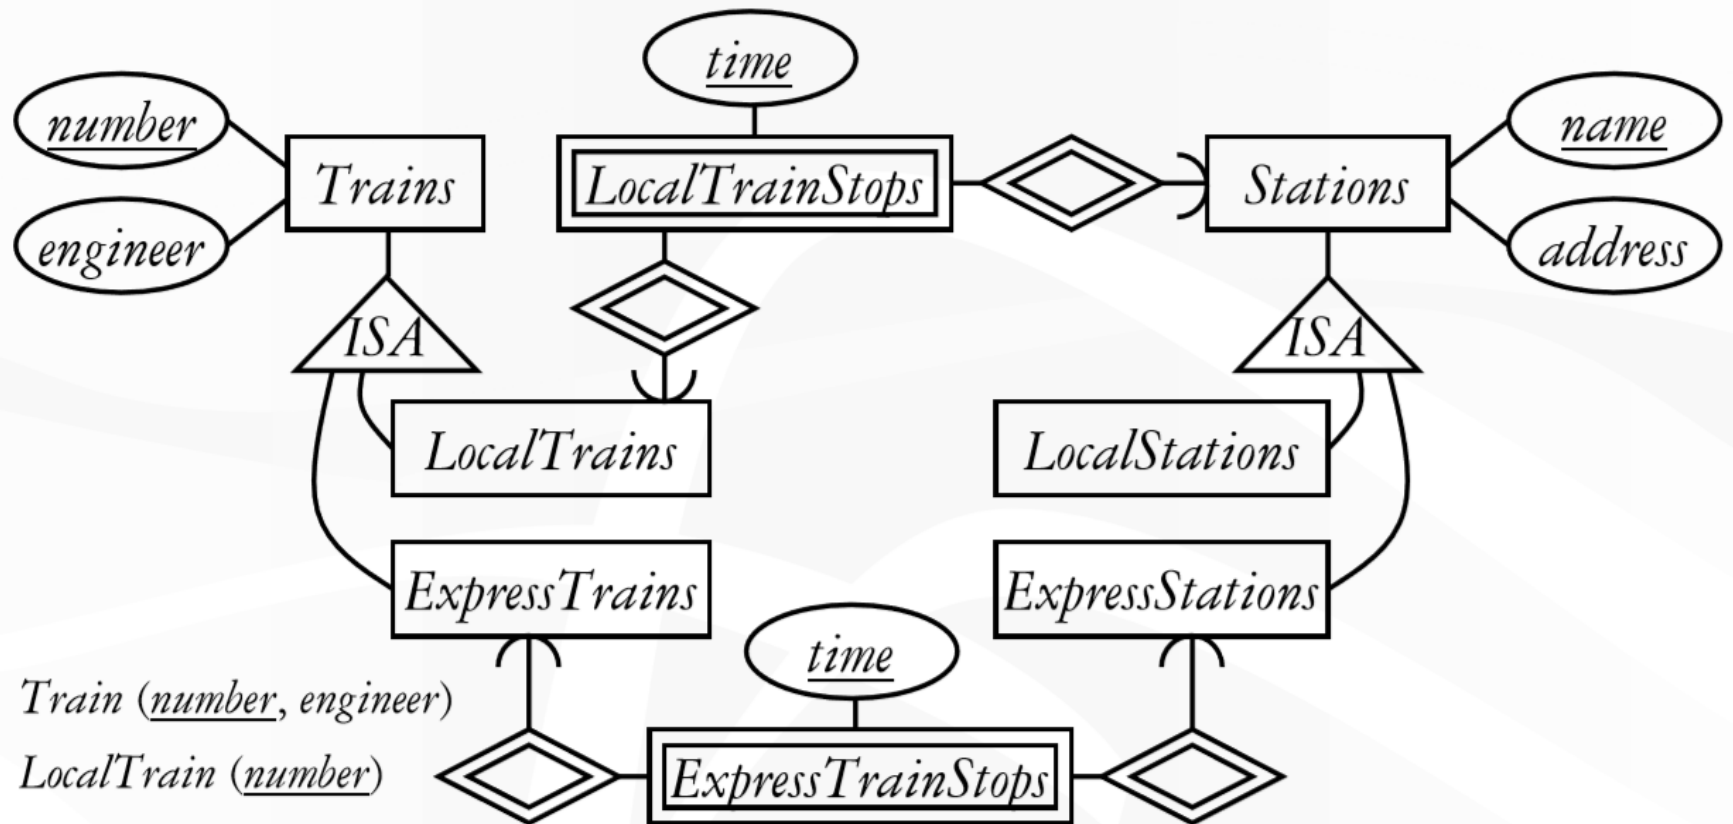 time
number
name
Trains
LocalTrainStops
Stations
engineer
address
ISA
ISA
LocalTrains
LocalStations
ExpressTrains
ExpressStations
time
Train (number, engineer)
LocalTrain (number)
ExpressTrainStops